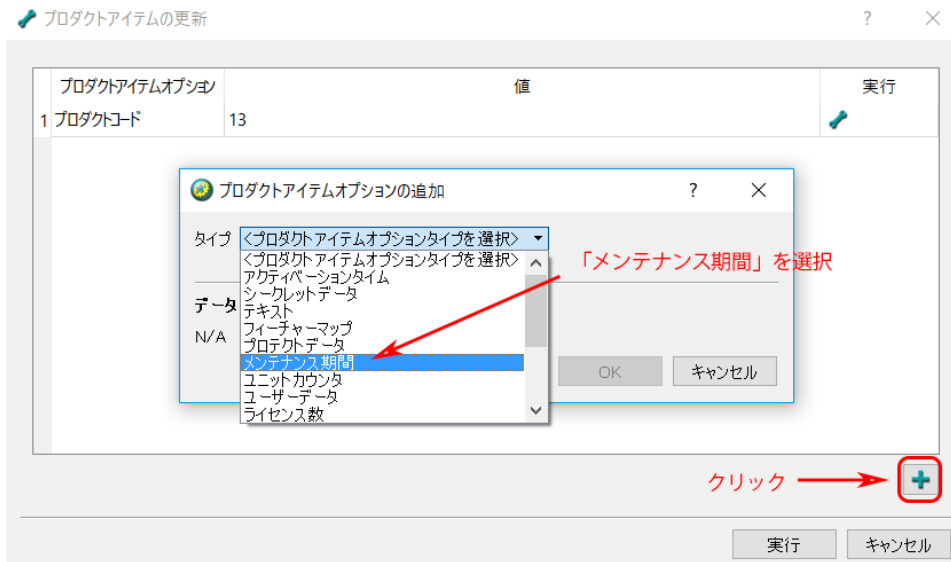 プロダクトアイテムの更新
?
プロダクトアイテムオプション 値 実行
1 プロダクトコード 13
プロダクトアイテムオプションの追加
?
タイプ <プロダクトアイテムオプションタイプを選択>
<プロダクトアイテムオプションタイプを選択>
アクティベーションタイム
シークレットデータ
テキスト
フィーチャーマップ
プロテクトデータ
メンテナンス期間
ユニットカウンタ
ユーザーデータ
ライセンス数
「メンテナンス期間」を選択
データ
N/A
OK キャンセル
クリック
実行 キャンセル